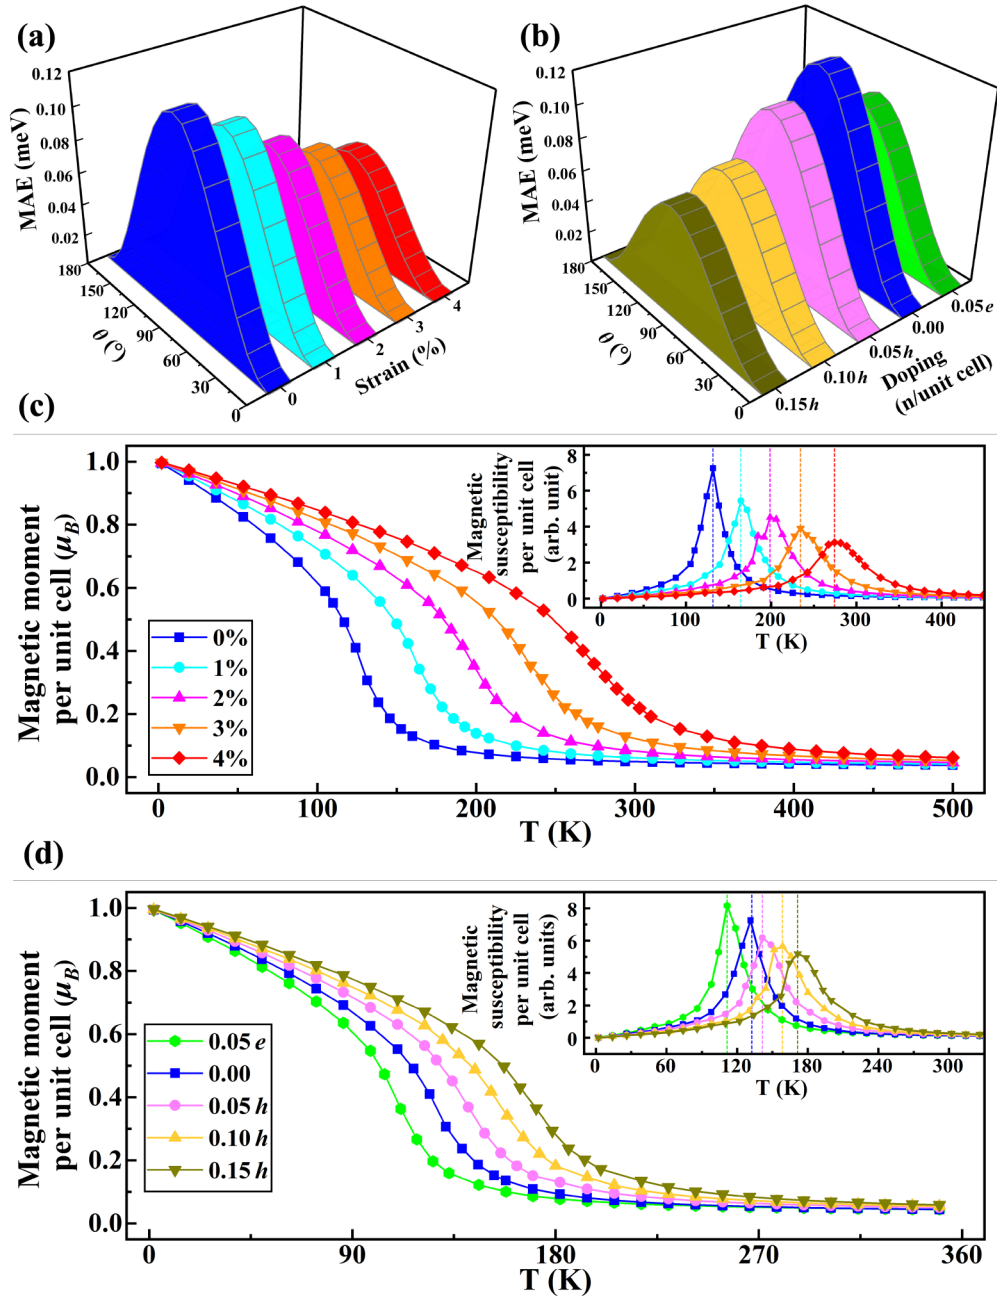 (a)
0.12
0.10
0.08
0.06
0.04
0.02
MAE (meV)
180
150
120
90
60
30
0
θ (°)
0
1
2
3
4
Strain (%)
(b)
0.12
0.10
0.08
0.06
0.04
0.02
MAE (meV)
180
150
120
90
60
30
0
θ (°)
0.15 h
0.10 h
0.05 h
0.00
0.05 e
Doping
(n/unit cell)
(c)
Magnetic moment
per unit cell (μB)
1.0
0.8
0.6
0.4
0.2
0.0
0%
1%
2%
3%
4%
0 100 200 300 400 500
T (K)
Magnetic
susceptibility
per unit cell
(arb. unit)
8
6
4
2
0
0 100 200 300 400
T (K)
(d)
Magnetic moment
per unit cell (μB)
1.0
0.8
0.6
0.4
0.2
0.0
0.05 e
0.00
0.05 h
0.10 h
0.15 h
0 90 180 270 360
T (K)
Magnetic
susceptibility
per unit cell
(arb. units)
8
6
4
2
0
0 60 120 180 240 300
T (K)